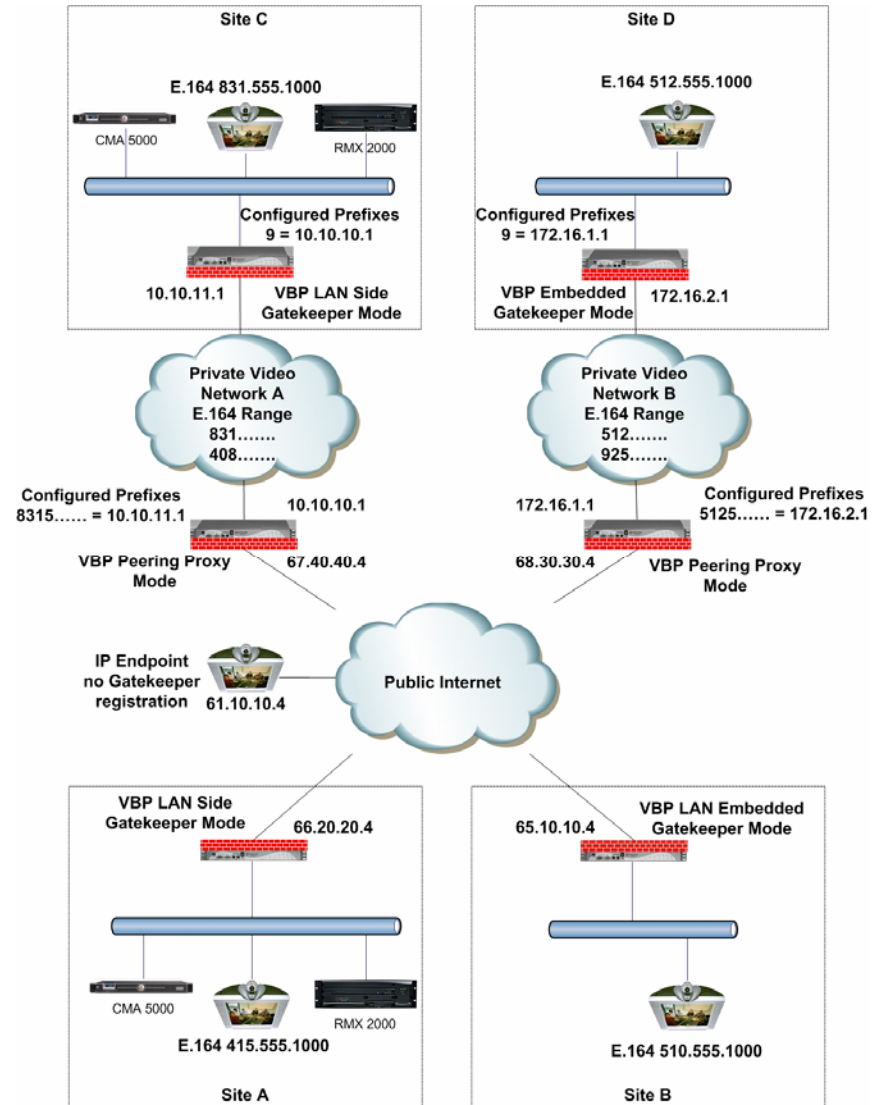 Site C
Site D
E.164 831.555.1000
E.164 512.555.1000
CMA 5000
RMX 2000
Configured Prefixes
9 = 10.10.10.1
Configured Prefixes
9 = 172.16.1.1
10.10.11.1
VBP LAN Side
Gatekeeper Mode
VBP Embedded
Gatekeeper Mode
172.16.2.1
Private Video
Network A
E.164 Range
831.......
408.......
Private Video
Network B
E.164 Range
512.......
925.......
Configured Prefixes
8315...... = 10.10.11.1
10.10.10.1
172.16.1.1
Configured Prefixes
5125...... = 172.16.2.1
VBP Peering Proxy
Mode
67.40.40.4
68.30.30.4
VBP Peering Proxy
Mode
IP Endpoint
no Gatekeeper
registration
61.10.10.4
Public Internet
VBP LAN Side
Gatekeeper Mode
66.20.20.4
65.10.10.4
VBP LAN Embedded
Gatekeeper Mode
CMA 5000
RMX 2000
E.164 415.555.1000
E.164 510.555.1000
Site A
Site B